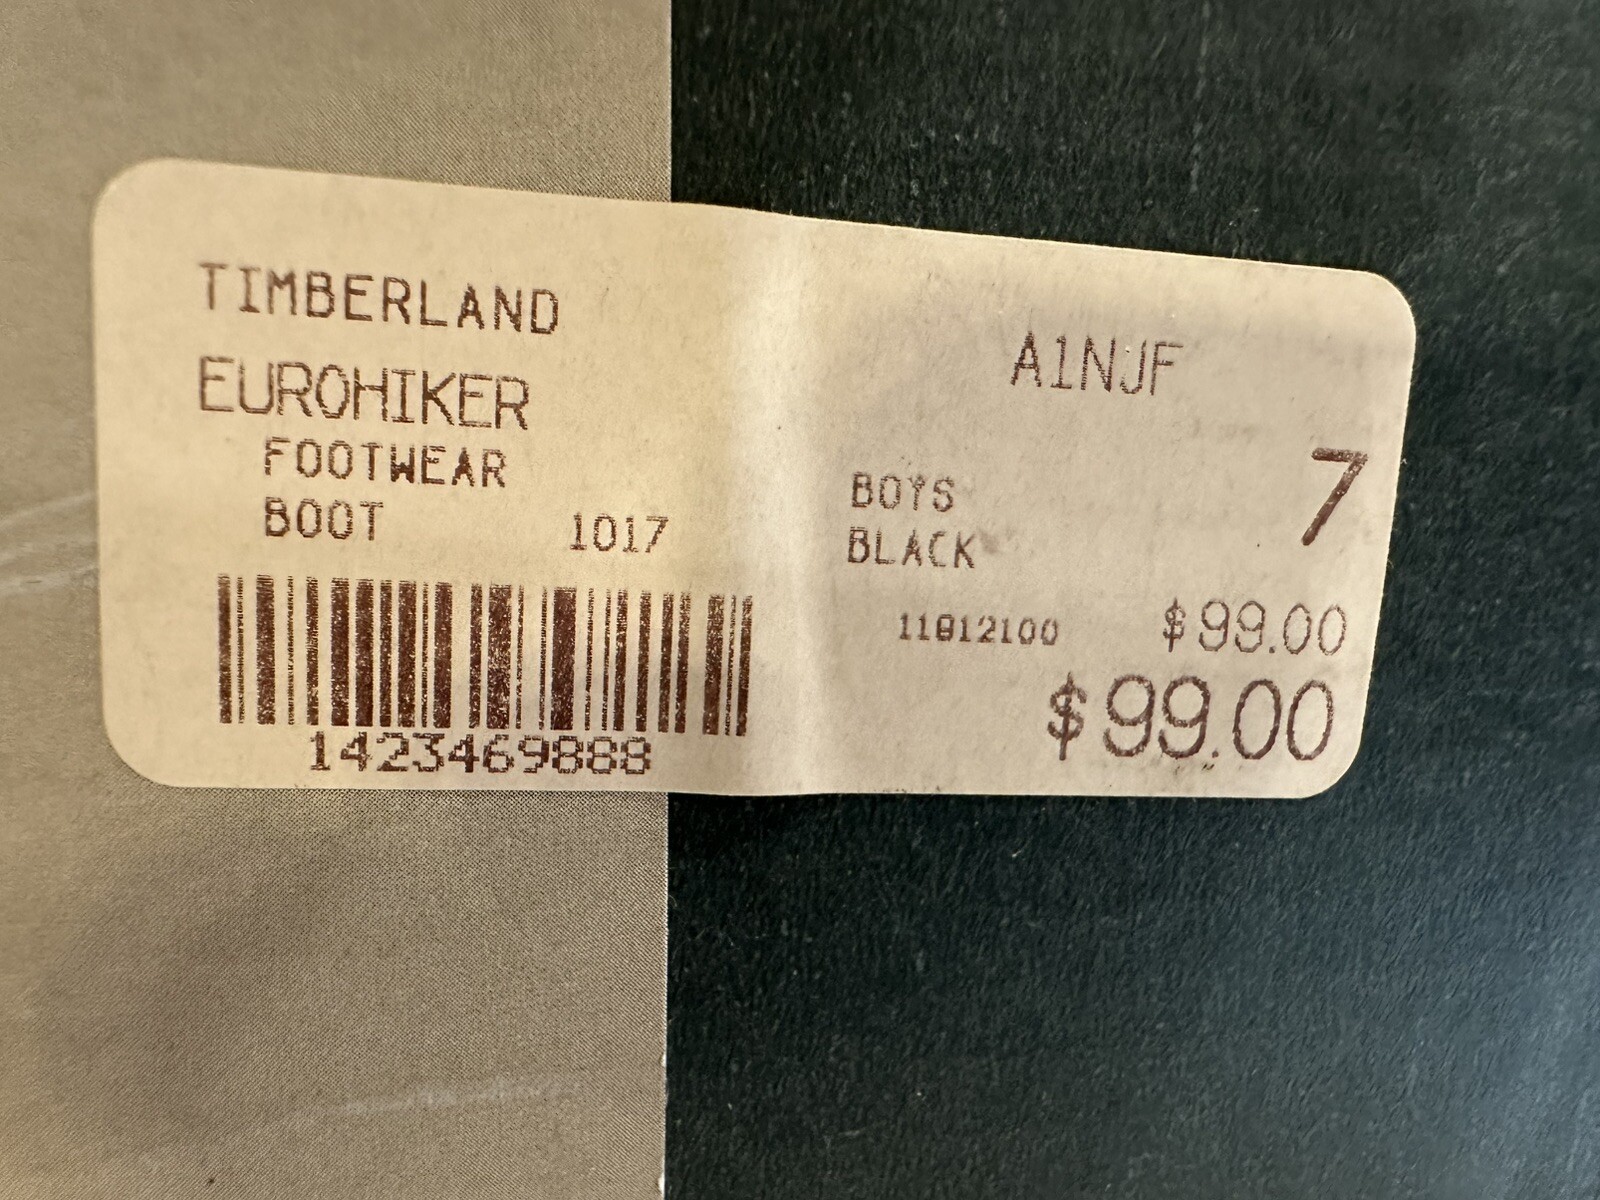 TIMBERLAND
EUROHIKER
FOOTWEAR
BOOT 1017
1423469888
A1NJF
7
BOYS
BLACK
11812100 $99.00
$99.00